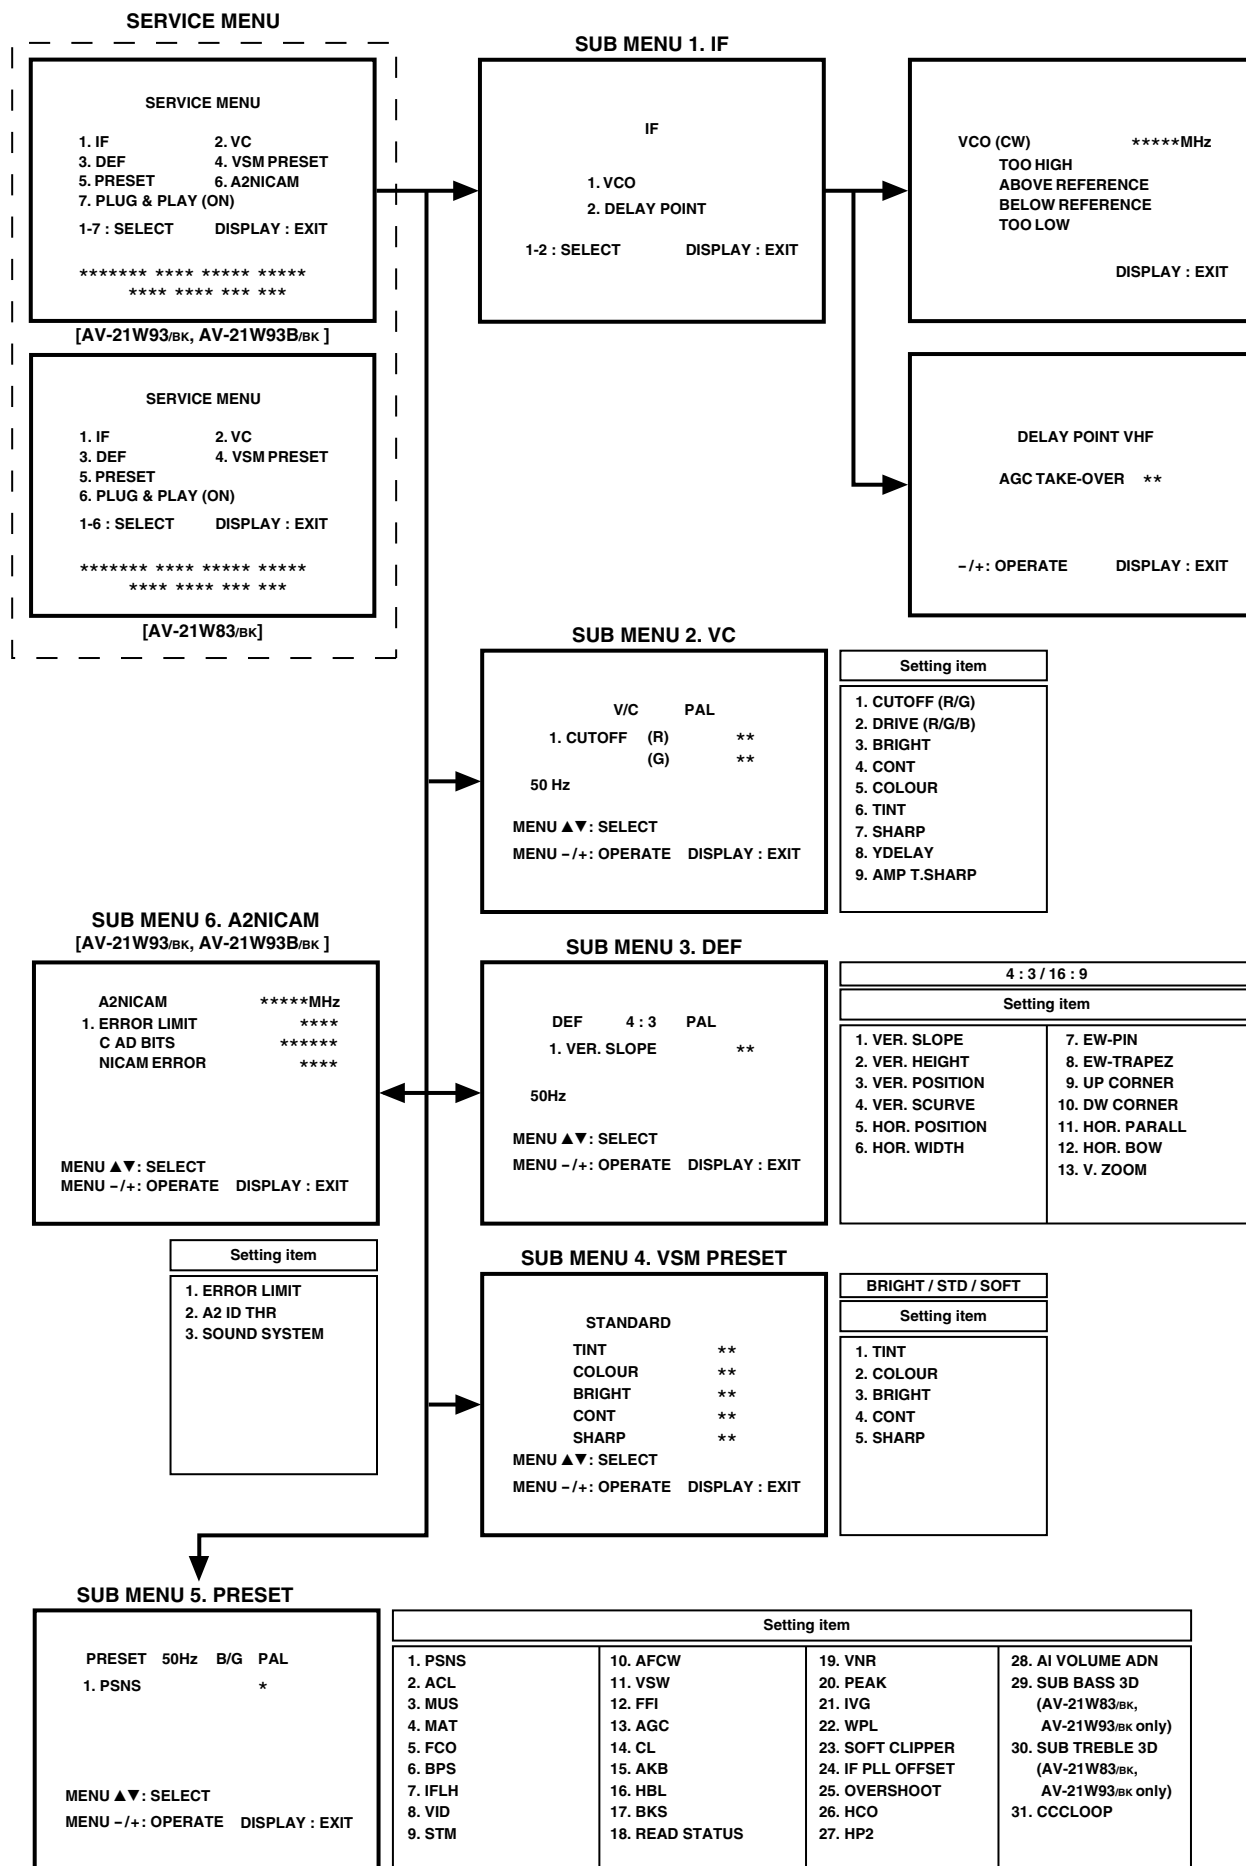 SERVICE MENU
SERVICE MENU
1. IF 2. VC
3. DEF 4. VSM PRESET
5. PRESET 6. A2NICAM
7. PLUG & PLAY (ON)
1-7 : SELECT DISPLAY : EXIT
******* **** ***** *****
**** **** *** ***
[AV-21W93/BK, AV-21W93B/BK ]
SERVICE MENU
1. IF 2. VC
3. DEF 4. VSM PRESET
5. PRESET
6. PLUG & PLAY (ON)
1-6 : SELECT DISPLAY : EXIT
******* **** ***** *****
**** **** *** ***
[AV-21W83/BK]
SUB MENU 1. IF
IF
1. VCO
2. DELAY POINT
1-2 : SELECT DISPLAY : EXIT
VCO (CW) *****MHz
TOO HIGH
ABOVE REFERENCE
BELOW REFERENCE
TOO LOW
DISPLAY : EXIT
DELAY POINT VHF
AGC TAKE-OVER **
–/+: OPERATE DISPLAY : EXIT
SUB MENU 2. VC
V/C PAL
1. CUTOFF (R) **
(G) **
50 Hz
MENU ▲▼: SELECT
MENU –/+: OPERATE DISPLAY : EXIT
Setting item
1. CUTOFF (R/G)
2. DRIVE (R/G/B)
3. BRIGHT
4. CONT
5. COLOUR
6. TINT
7. SHARP
8. YDELAY
9. AMP T.SHARP
SUB MENU 6. A2NICAM
[AV-21W93/BK, AV-21W93B/BK ]
A2NICAM *****MHz
1. ERROR LIMIT ****
C AD BITS ******
NICAM ERROR ****
MENU ▲▼: SELECT
MENU –/+: OPERATE DISPLAY : EXIT
Setting item
1. ERROR LIMIT
2. A2 ID THR
3. SOUND SYSTEM
SUB MENU 3. DEF
DEF 4 : 3 PAL
1. VER. SLOPE **
50Hz
MENU ▲▼: SELECT
MENU –/+: OPERATE DISPLAY : EXIT
4 : 3 / 16 : 9
Setting item
1. VER. SLOPE
2. VER. HEIGHT
3. VER. POSITION
4. VER. SCURVE
5. HOR. POSITION
6. HOR. WIDTH
7. EW-PIN
8. EW-TRAPEZ
9. UP CORNER
10. DW CORNER
11. HOR. PARALL
12. HOR. BOW
13. V. ZOOM
SUB MENU 4. VSM PRESET
STANDARD
TINT **
COLOUR **
BRIGHT **
CONT **
SHARP **
MENU ▲▼: SELECT
MENU –/+: OPERATE DISPLAY : EXIT
BRIGHT / STD / SOFT
Setting item
1. TINT
2. COLOUR
3. BRIGHT
4. CONT
5. SHARP
SUB MENU 5. PRESET
PRESET 50Hz B/G PAL
1. PSNS *
MENU ▲▼: SELECT
MENU –/+: OPERATE DISPLAY : EXIT
Setting item
1. PSNS
2. ACL
3. MUS
4. MAT
5. FCO
6. BPS
7. IFLH
8. VID
9. STM
10. AFCW
11. VSW
12. FFI
13. AGC
14. CL
15. AKB
16. HBL
17. BKS
18. READ STATUS
19. VNR
20. PEAK
21. IVG
22. WPL
23. SOFT CLIPPER
24. IF PLL OFFSET
25. OVERSHOOT
26. HCO
27. HP2
28. AI VOLUME ADN
29. SUB BASS 3D
(AV-21W83/BK,
AV-21W93/BK only)
30. SUB TREBLE 3D
(AV-21W83/BK,
AV-21W93/BK only)
31. CCCLOOP